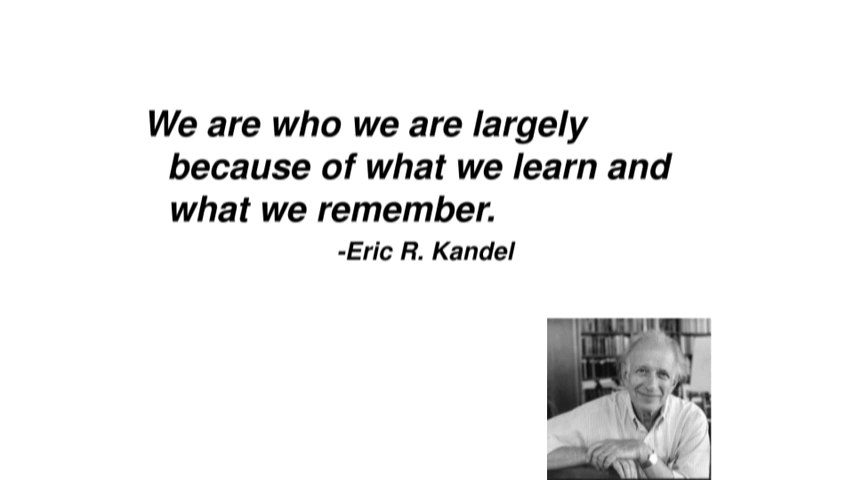 We are who we are largely
because of what we learn and
what we remember.
-Eric R. Kandel